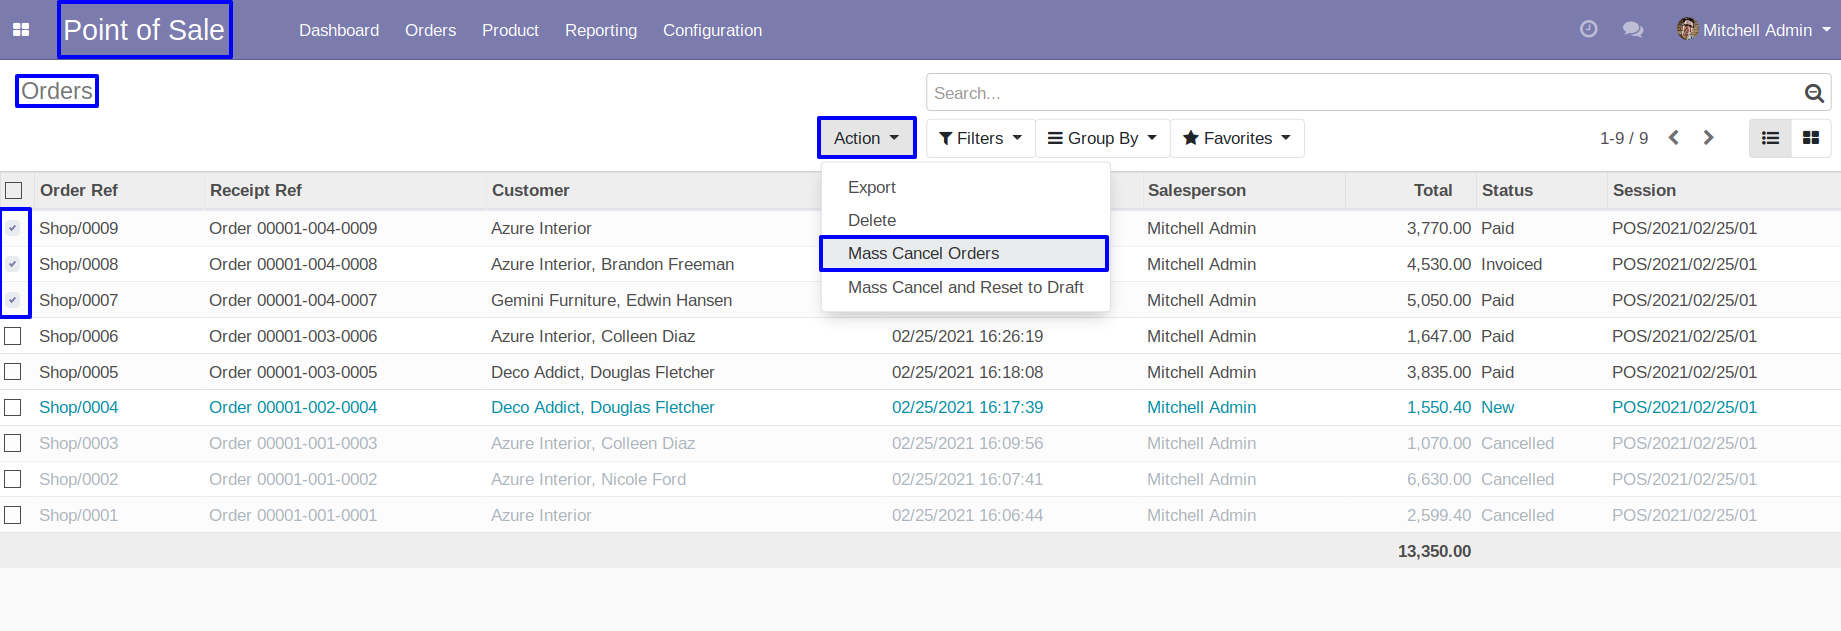 Point of Sale Dashboard Orders Product Reporting Configuration Mitchell Admin
Orders
Search...
Action Filters Group By Favorites 1-9 / 9
Export
Delete
Mass Cancel Orders
Mass Cancel and Reset to Draft
Order Ref Receipt Ref Customer Salesperson Total Status Session
Shop/0009 Order 00001-004-0009 Azure Interior Mitchell Admin 3,770.00 Paid POS/2021/02/25/01
Shop/0008 Order 00001-004-0008 Azure Interior, Brandon Freeman Mitchell Admin 4,530.00 Invoiced POS/2021/02/25/01
Shop/0007 Order 00001-004-0007 Gemini Furniture, Edwin Hansen Mitchell Admin 5,050.00 Paid POS/2021/02/25/01
Shop/0006 Order 00001-003-0006 Azure Interior, Colleen Diaz 02/25/2021 16:26:19 Mitchell Admin 1,647.00 Paid POS/2021/02/25/01
Shop/0005 Order 00001-003-0005 Deco Addict, Douglas Fletcher 02/25/2021 16:18:08 Mitchell Admin 3,835.00 Paid POS/2021/02/25/01
Shop/0004 Order 00001-002-0004 Deco Addict, Douglas Fletcher 02/25/2021 16:17:39 Mitchell Admin 1,550.40 New POS/2021/02/25/01
Shop/0003 Order 00001-001-0003 Azure Interior, Colleen Diaz 02/25/2021 16:09:56 Mitchell Admin 1,070.00 Cancelled POS/2021/02/25/01
Shop/0002 Order 00001-001-0002 Azure Interior, Nicole Ford 02/25/2021 16:07:41 Mitchell Admin 6,630.00 Cancelled POS/2021/02/25/01
Shop/0001 Order 00001-001-0001 Azure Interior 02/25/2021 16:06:44 Mitchell Admin 2,599.40 Cancelled POS/2021/02/25/01
13,350.00